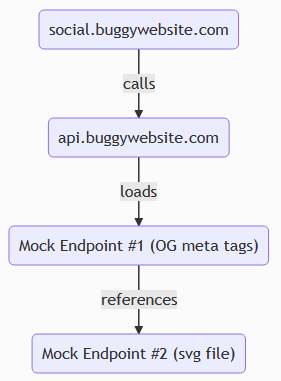 social.buggywebsite.com
calls
api.buggywebsite.com
loads
Mock Endpoint #1 (OG meta tags)
references
Mock Endpoint #2 (svg file)